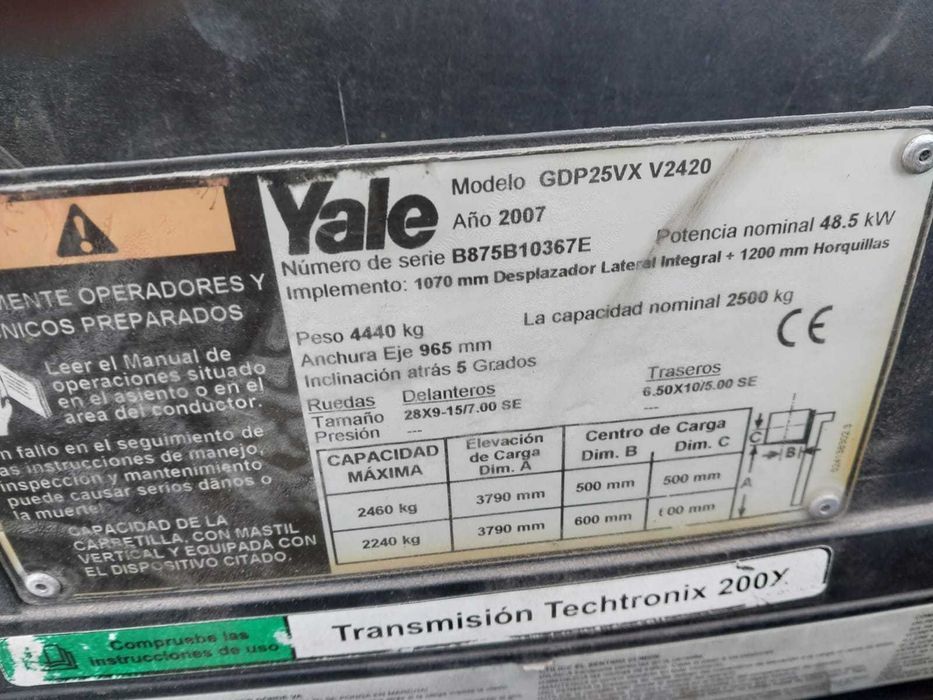 Yale
Modelo GDP25VX V2420
Año 2007
Número de serie B875B10367E
Potencia nominal 48.5 kW
Implemento: 1070 mm Desplazador Lateral Integral + 1200 mm Horquillas
Peso 4440 kg
La capacidad nominal 2500 kg
Anchura Eje 965 mm
CE
Inclinación atrás 5 Grados
Ruedas Delanteros Traseros
Tamaño 28X9-15/7.00 SE 6.50X10/5.00 SE
Presión --- ---
CAPACIDAD MÁXIMA Elevación de Carga Dim. A Centro de Carga Dim. B Dim. C
2460 kg 3790 mm 500 mm 500 mm
2240 kg 3790 mm 600 mm 00 mm
C
B
A
MENTE OPERADORES Y
NICOS PREPARADOS
Leer el Manual de
operaciones situado
en el asiento o en el
area del conductor.
n fallo en el seguimiento de
as instrucciones de manejo,
inspección y mantenimiento
puede causar serios daños o
la muerte!
CAPACIDAD DE LA
CARRETILLA, CON MASTIL
VERTICAL Y EQUIPADA CON
EL DISPOSITIVO CITADO.
Compruebe las
instrucciones de uso
Transmisión Techtronix 200Y